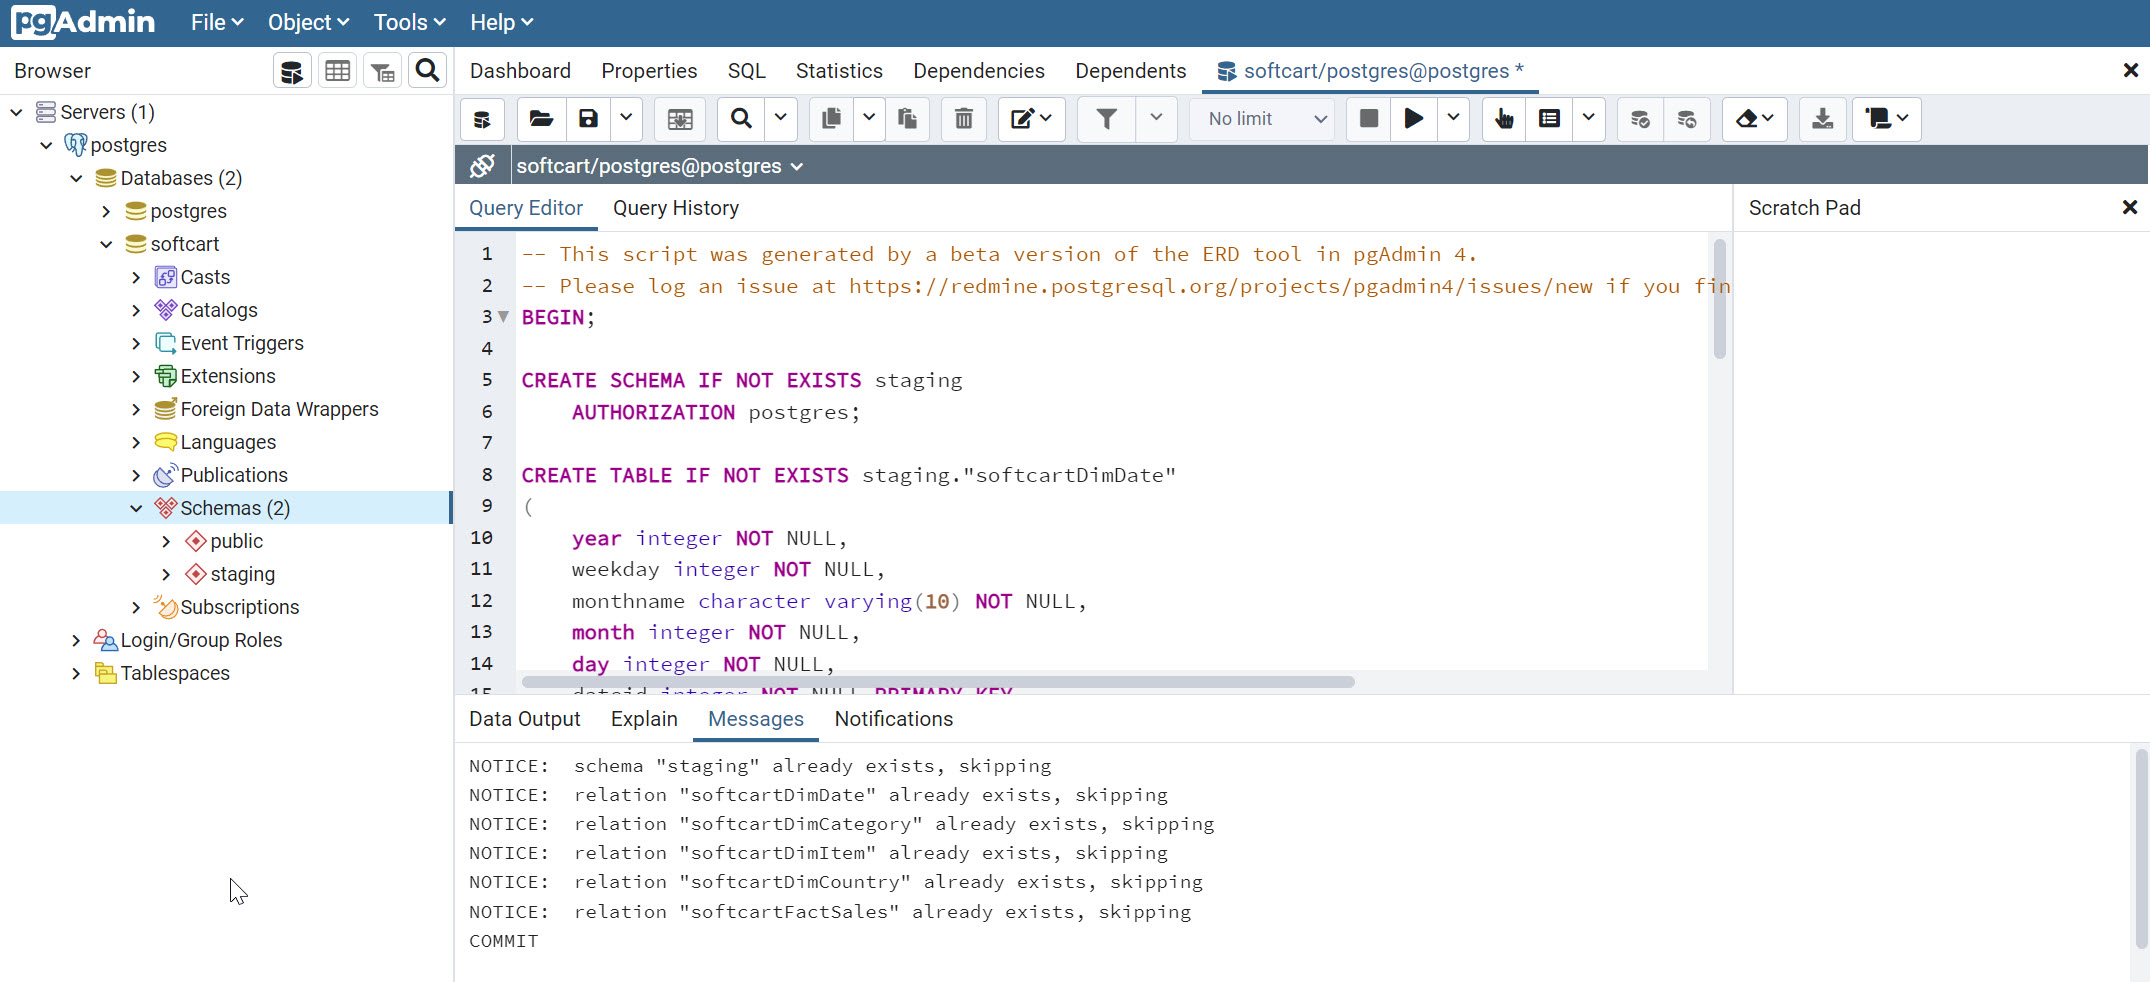 pgAdmin File Object Tools Help
Browser
Dashboard Properties SQL Statistics Dependencies Dependents softcart/postgres@postgres *
No limit
softcart/postgres@postgres
Servers (1)
postgres
Databases (2)
postgres
softcart
Casts
Catalogs
Event Triggers
Extensions
Foreign Data Wrappers
Languages
Publications
Schemas (2)
public
staging
Subscriptions
Login/Group Roles
Tablespaces
Query Editor Query History
Scratch Pad
1 -- This script was generated by a beta version of the ERD tool in pgAdmin 4.
2 -- Please log an issue at https://redmine.postgresql.org/projects/pgadmin4/issues/new if you fin
3 BEGIN;
4
5 CREATE SCHEMA IF NOT EXISTS staging
6 AUTHORIZATION postgres;
7
8 CREATE TABLE IF NOT EXISTS staging."softcartDimDate"
9 (
10 year integer NOT NULL,
11 weekday integer NOT NULL,
12 monthname character varying(10) NOT NULL,
13 month integer NOT NULL,
14 day integer NOT NULL,
15 dateid integer NOT NULL PRIMARY KEY
Data Output Explain Messages Notifications
NOTICE: schema "staging" already exists, skipping
NOTICE: relation "softcartDimDate" already exists, skipping
NOTICE: relation "softcartDimCategory" already exists, skipping
NOTICE: relation "softcartDimItem" already exists, skipping
NOTICE: relation "softcartDimCountry" already exists, skipping
NOTICE: relation "softcartFactSales" already exists, skipping
COMMIT